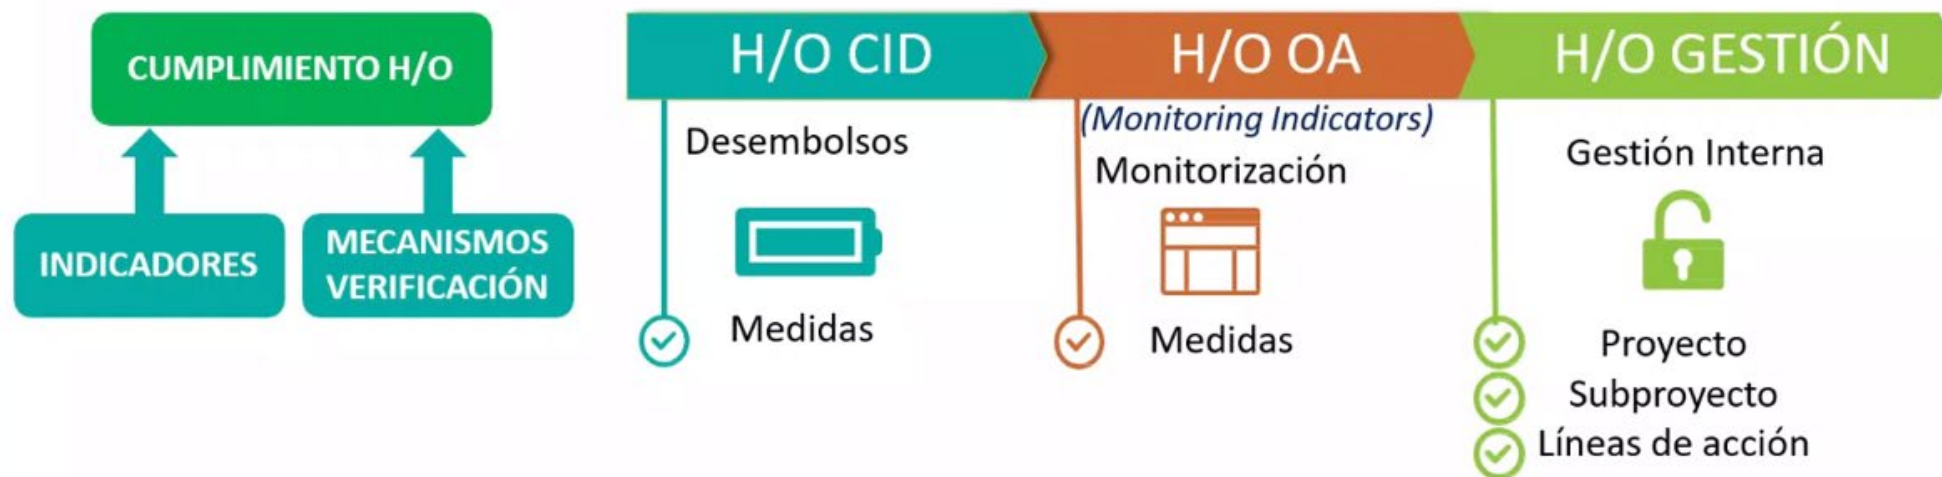 CUMPLIMIENTO H/O
INDICADORES
MECANISMOS
VERIFICACIÓN
H/O CID
Desembolsos
Medidas
H/O OA
(Monitoring Indicators)
Monitorización
Medidas
H/O GESTIÓN
Gestión Interna
Proyecto
Subproyecto
Líneas de acción